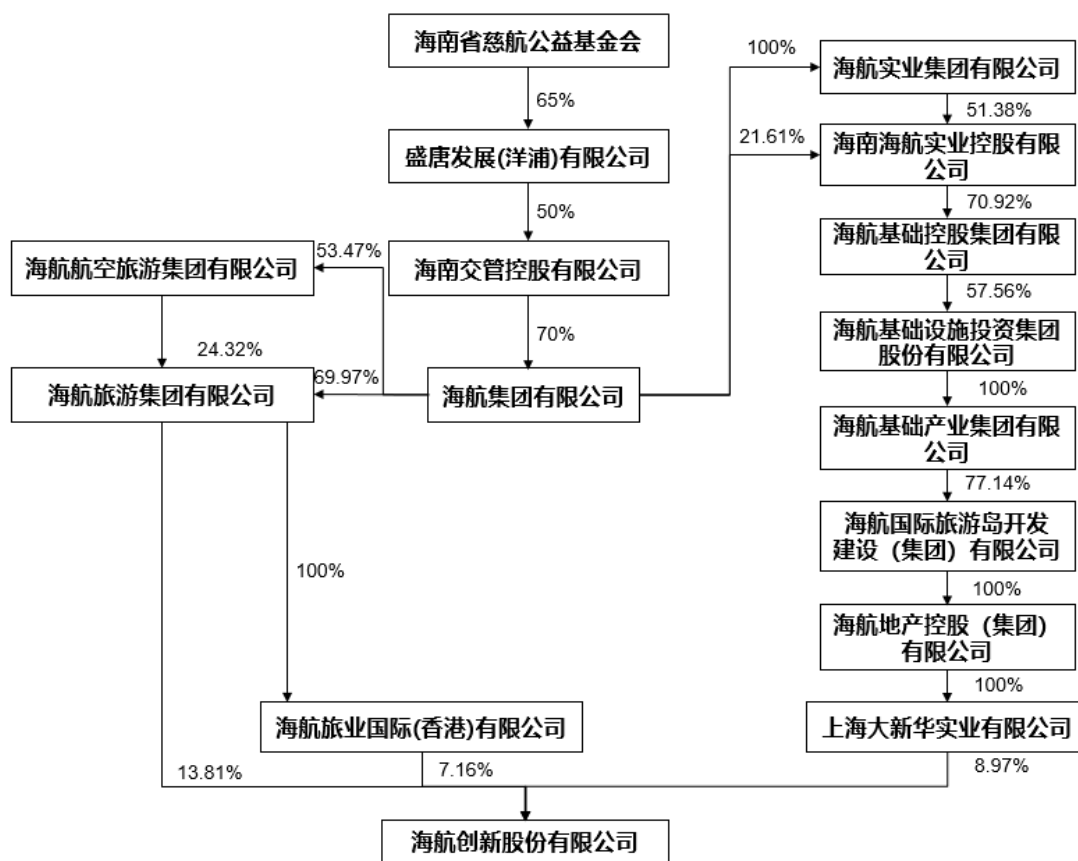 海南省慈航公益基金会
100%
海航实业集团有限公司
65%
51.38%
盛唐发展(洋浦)有限公司
21.61%
海南海航实业控股有限
公司
50%
70.92%
海航航空旅游集团有限公司
53.47%
海南交管控股有限公司
海航基础控股集团有限
公司
57.56%
24.32%
70%
海航基础设施投资集团
股份有限公司
海航旅游集团有限公司
69.97%
海航集团有限公司
100%
海航基础产业集团有限
公司
77.14%
海航国际旅游岛开发
建设（集团）有限公司
100%
100%
海航地产控股（集团）
有限公司
100%
海航旅业国际(香港)有限公司
上海大新华实业有限公司
13.81%
7.16%
8.97%
海航创新股份有限公司